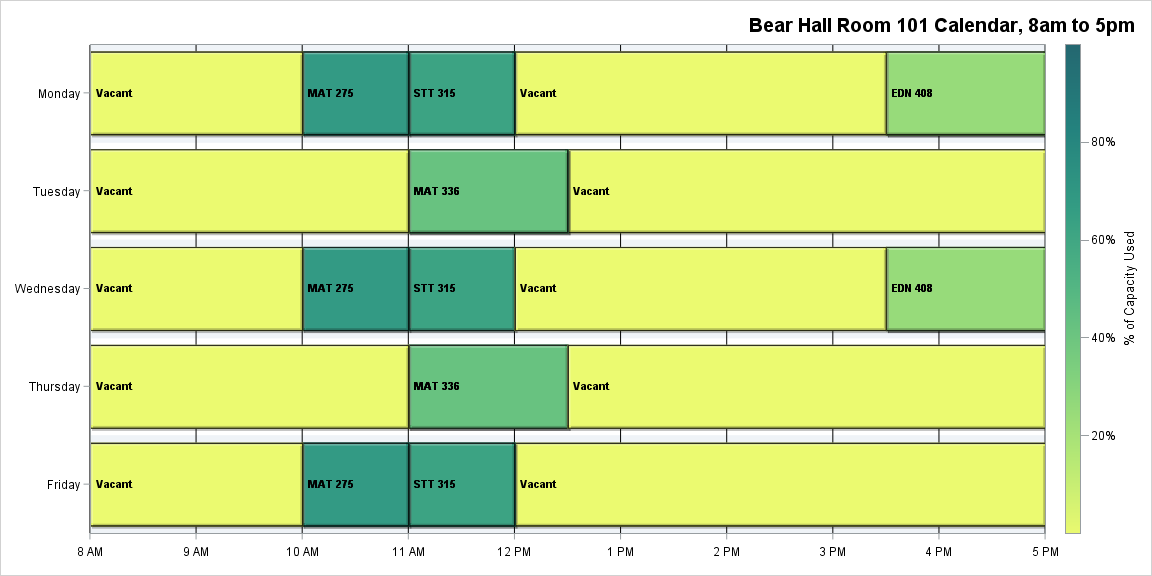 Bear Hall Room 101 Calendar, 8am to 5pm
Monday Vacant MAT 275 STT 315 Vacant EDN 408
Tuesday Vacant MAT 336 Vacant
Wednesday Vacant MAT 275 STT 315 Vacant EDN 408
Thursday Vacant MAT 336 Vacant
Friday Vacant MAT 275 STT 315 Vacant
8 AM 9 AM 10 AM 11 AM 12 PM 1 PM 2 PM 3 PM 4 PM 5 PM
80%
60%
40%
20%
% of Capacity Used